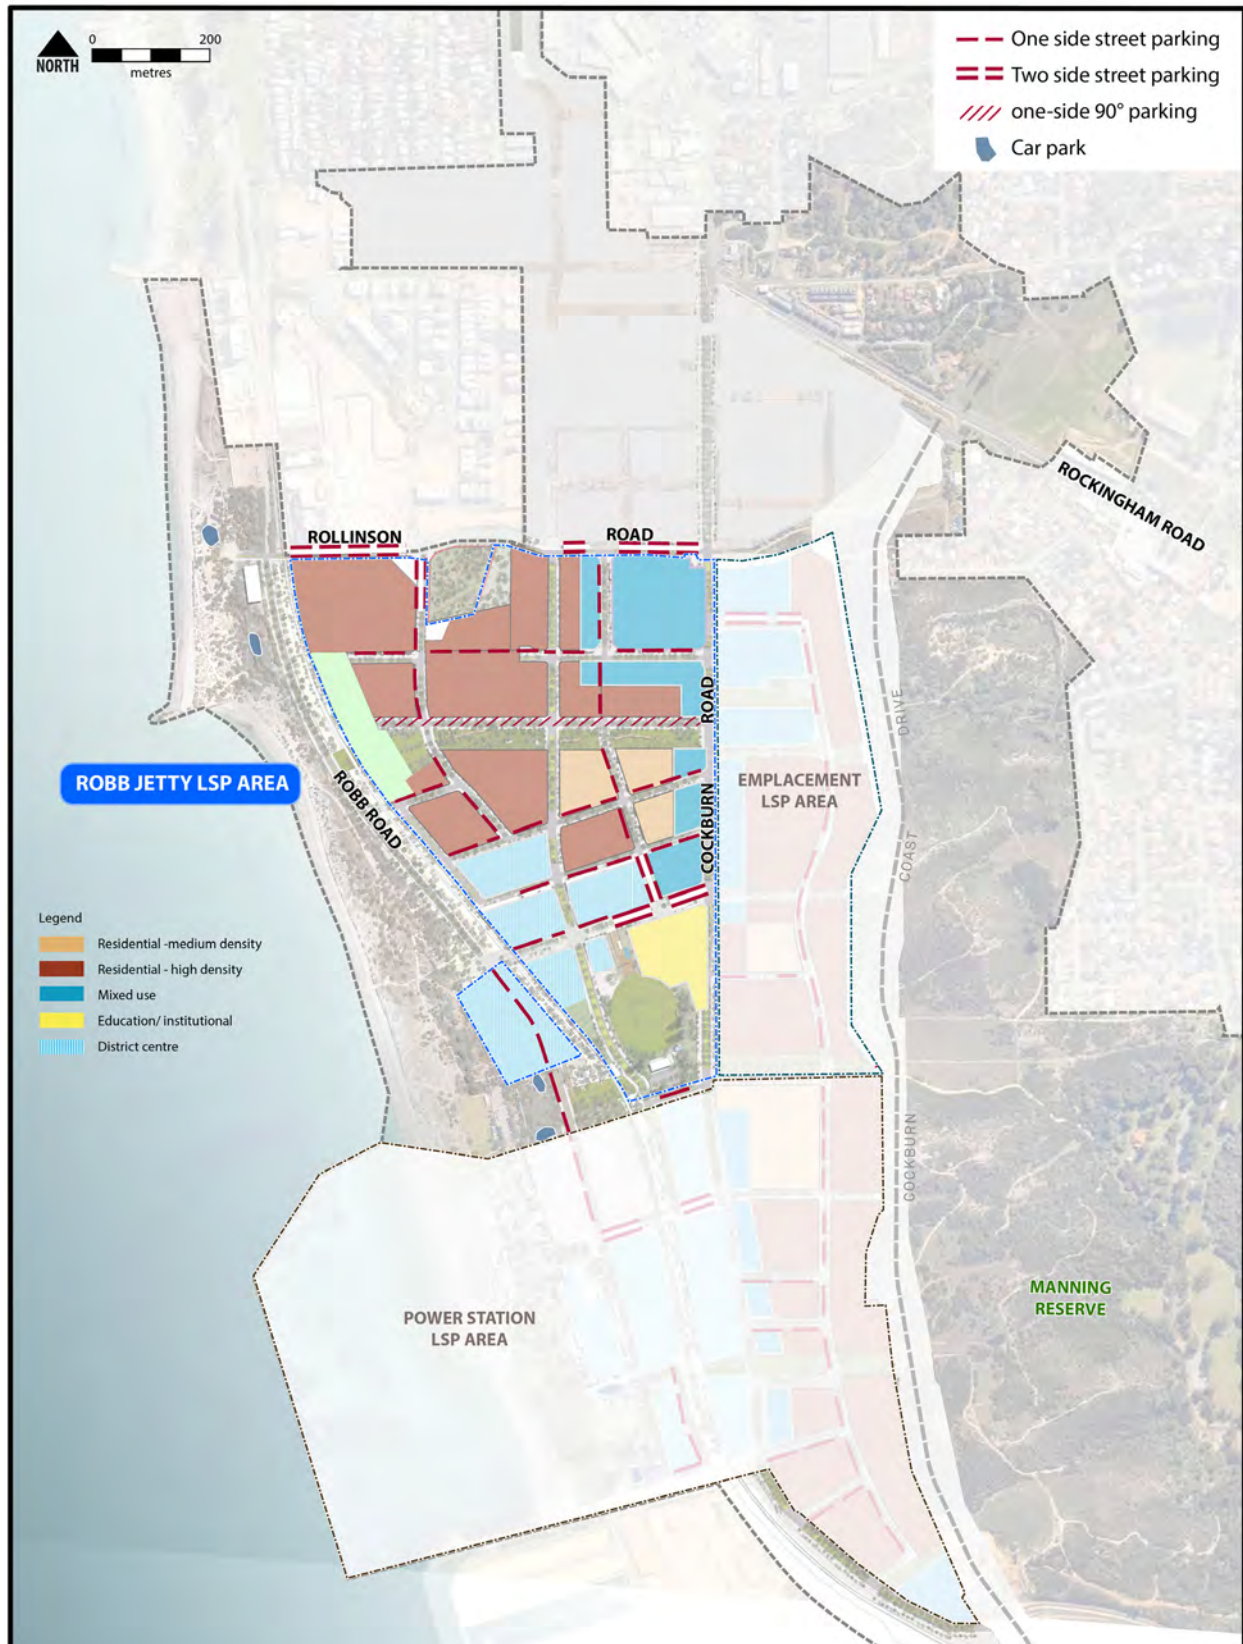 0 200
NORTH
metres
One side street parking
Two side street parking
one-side 90° parking
Car park
ROCKINGHAM ROAD
ROLLINSON ROAD
DRIVE
ROAD
ROBB JETTY LSP AREA
ROBB ROAD
EMPLACEMENT
LSP AREA
COCKBURN
COAST
Legend
Residential -medium density
Residential - high density
Mixed use
Education/ institutional
District centre
COCKBURN
MANNING
RESERVE
POWER STATION
LSP AREA